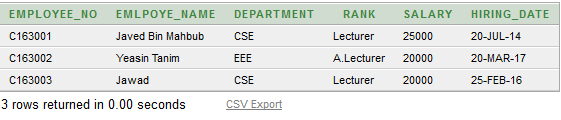 EMPLOYEE_NO EMLPOYE_NAME DEPARTMENT RANK SALARY HIRING_DATE
C163001 Javed Bin Mahbub CSE Lecturer 25000 20-JUL-14
C163002 Yeasin Tanim EEE A.Lecturer 20000 20-MAR-17
C163003 Jawad CSE Lecturer 20000 25-FEB-16
3 rows returned in 0.00 seconds CSV Export